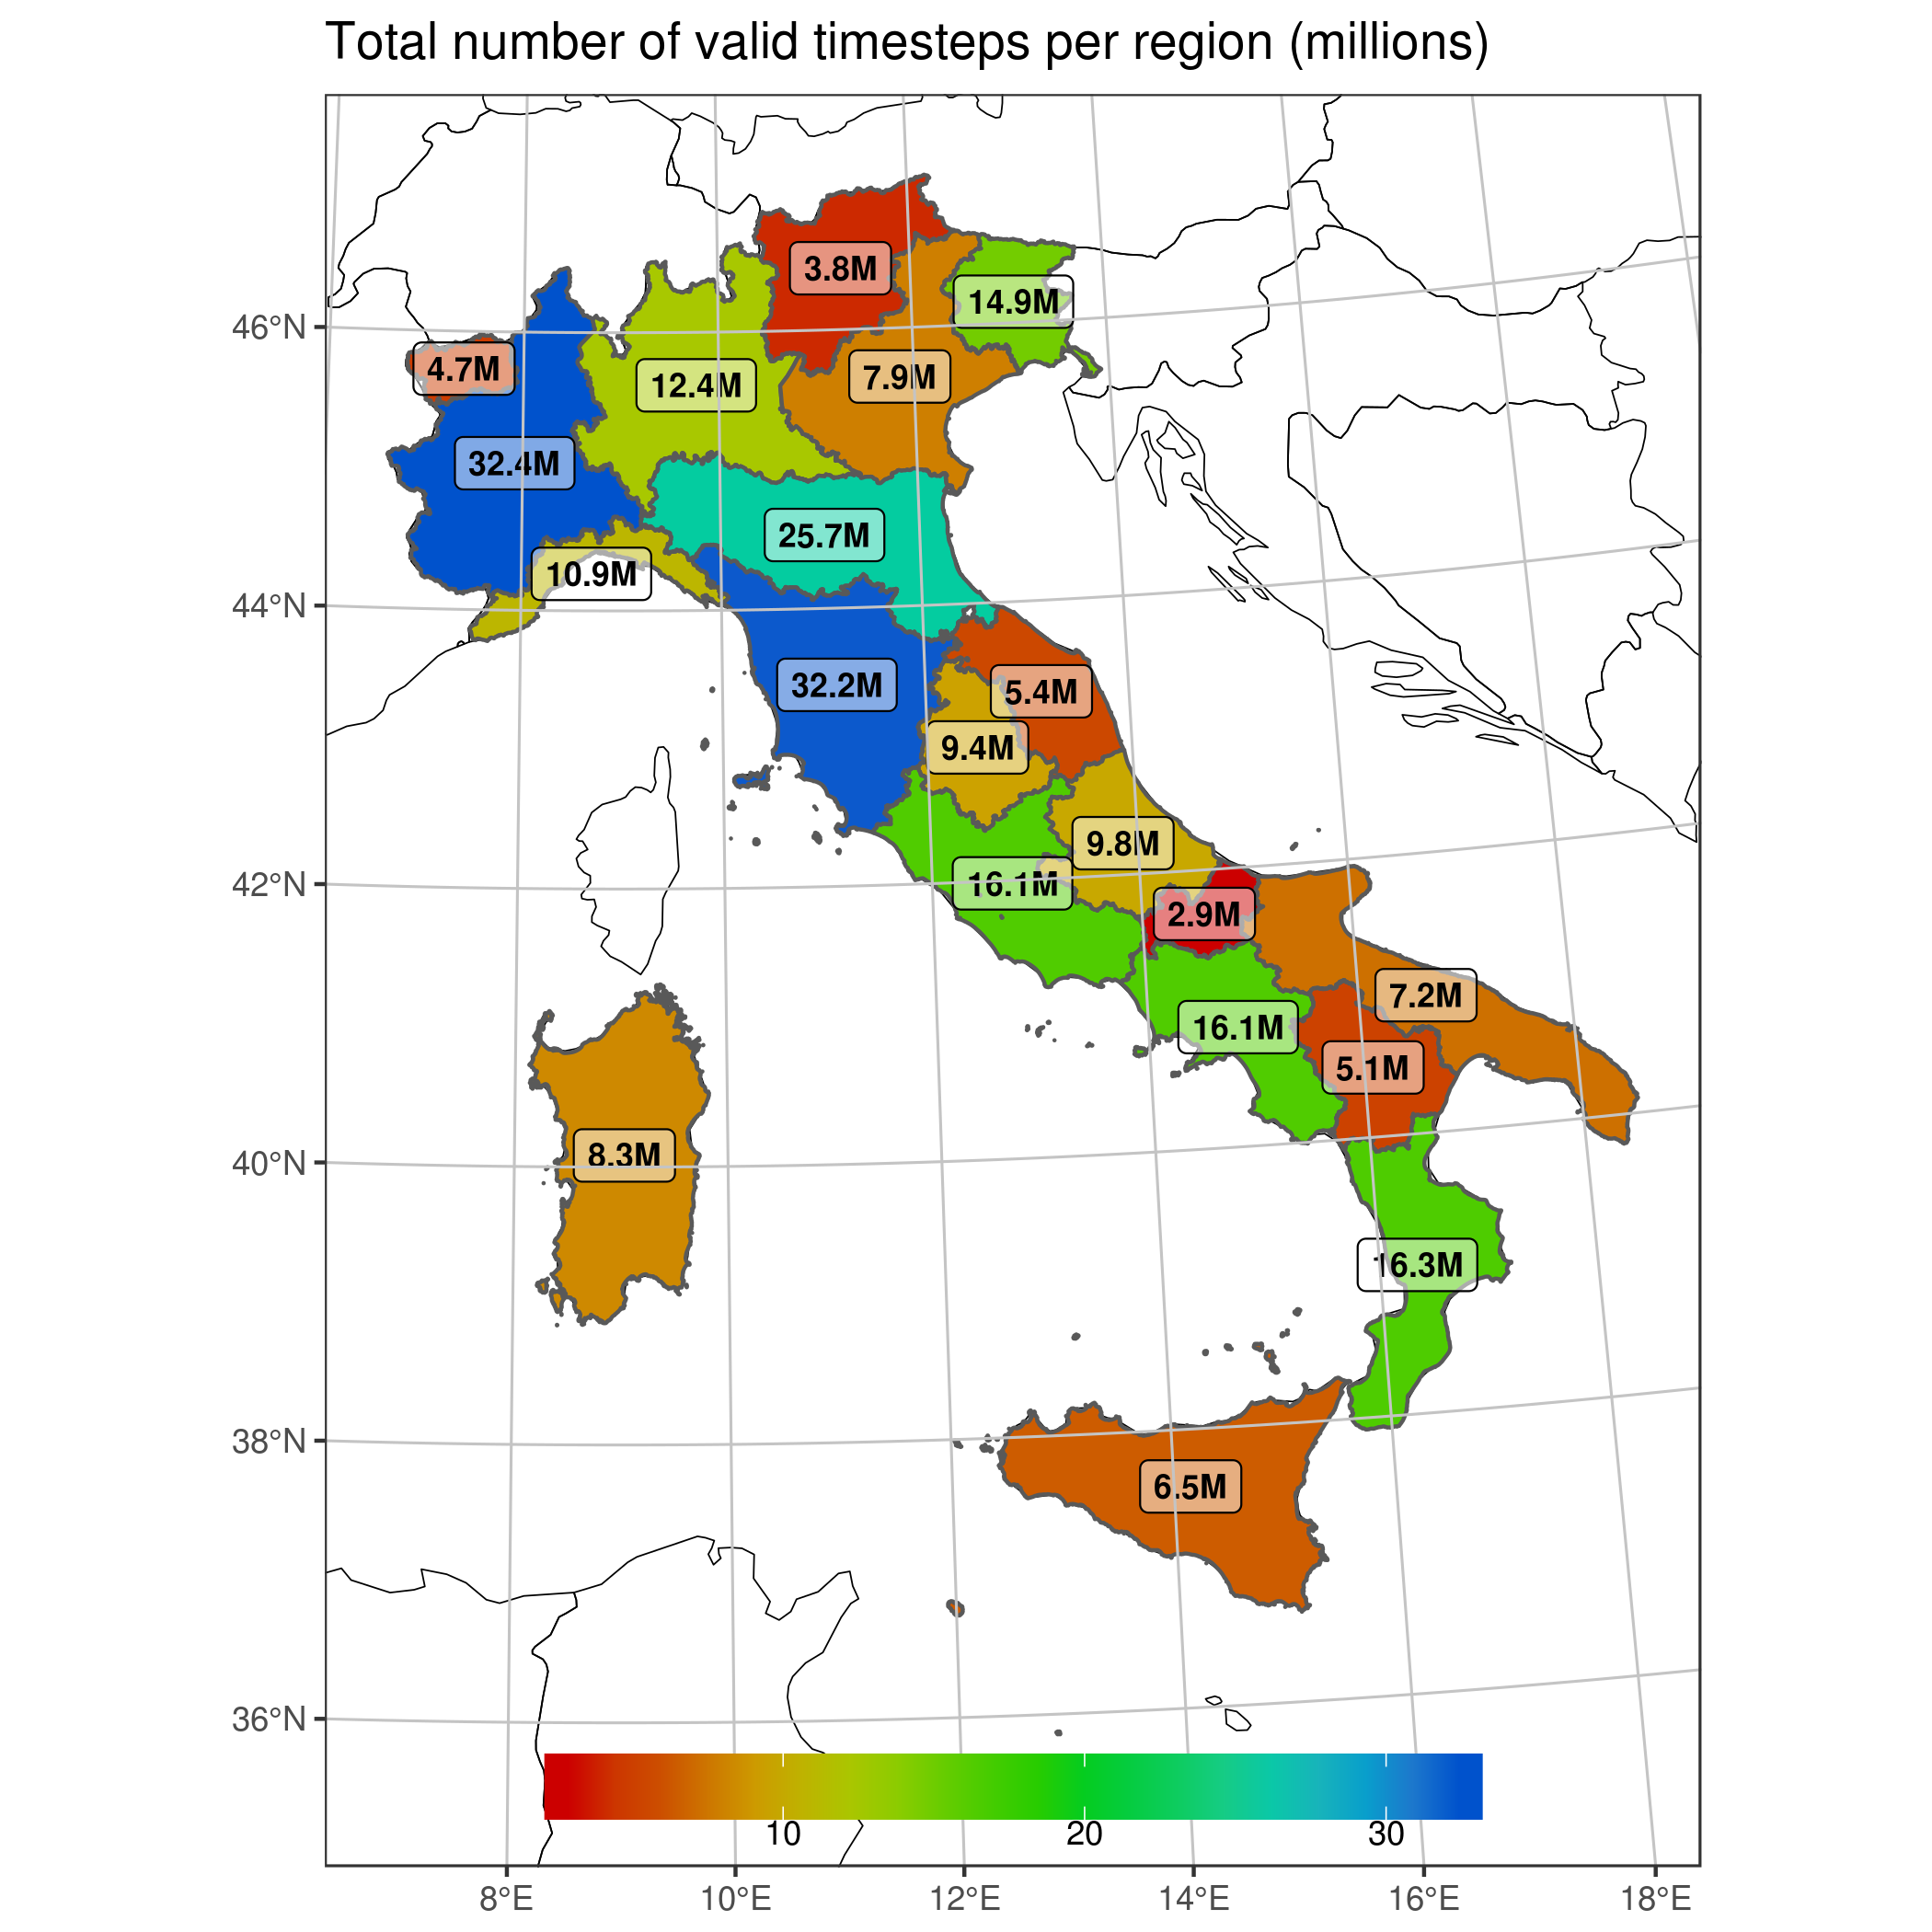 Total number of valid timesteps per region (millions)
3.8M
14.9M
46°N
4.7M
12.4M
7.9M
32.4M
25.7M
10.9M
44°N
32.2M
5.4M
9.4M
9.8M
42°N
16.1M
2.9M
7.2M
16.1M
5.1M
40°N
8.3M
16.3M
38°N
6.5M
36°N
10 20 30
8°E 10°E 12°E 14°E 16°E 18°E